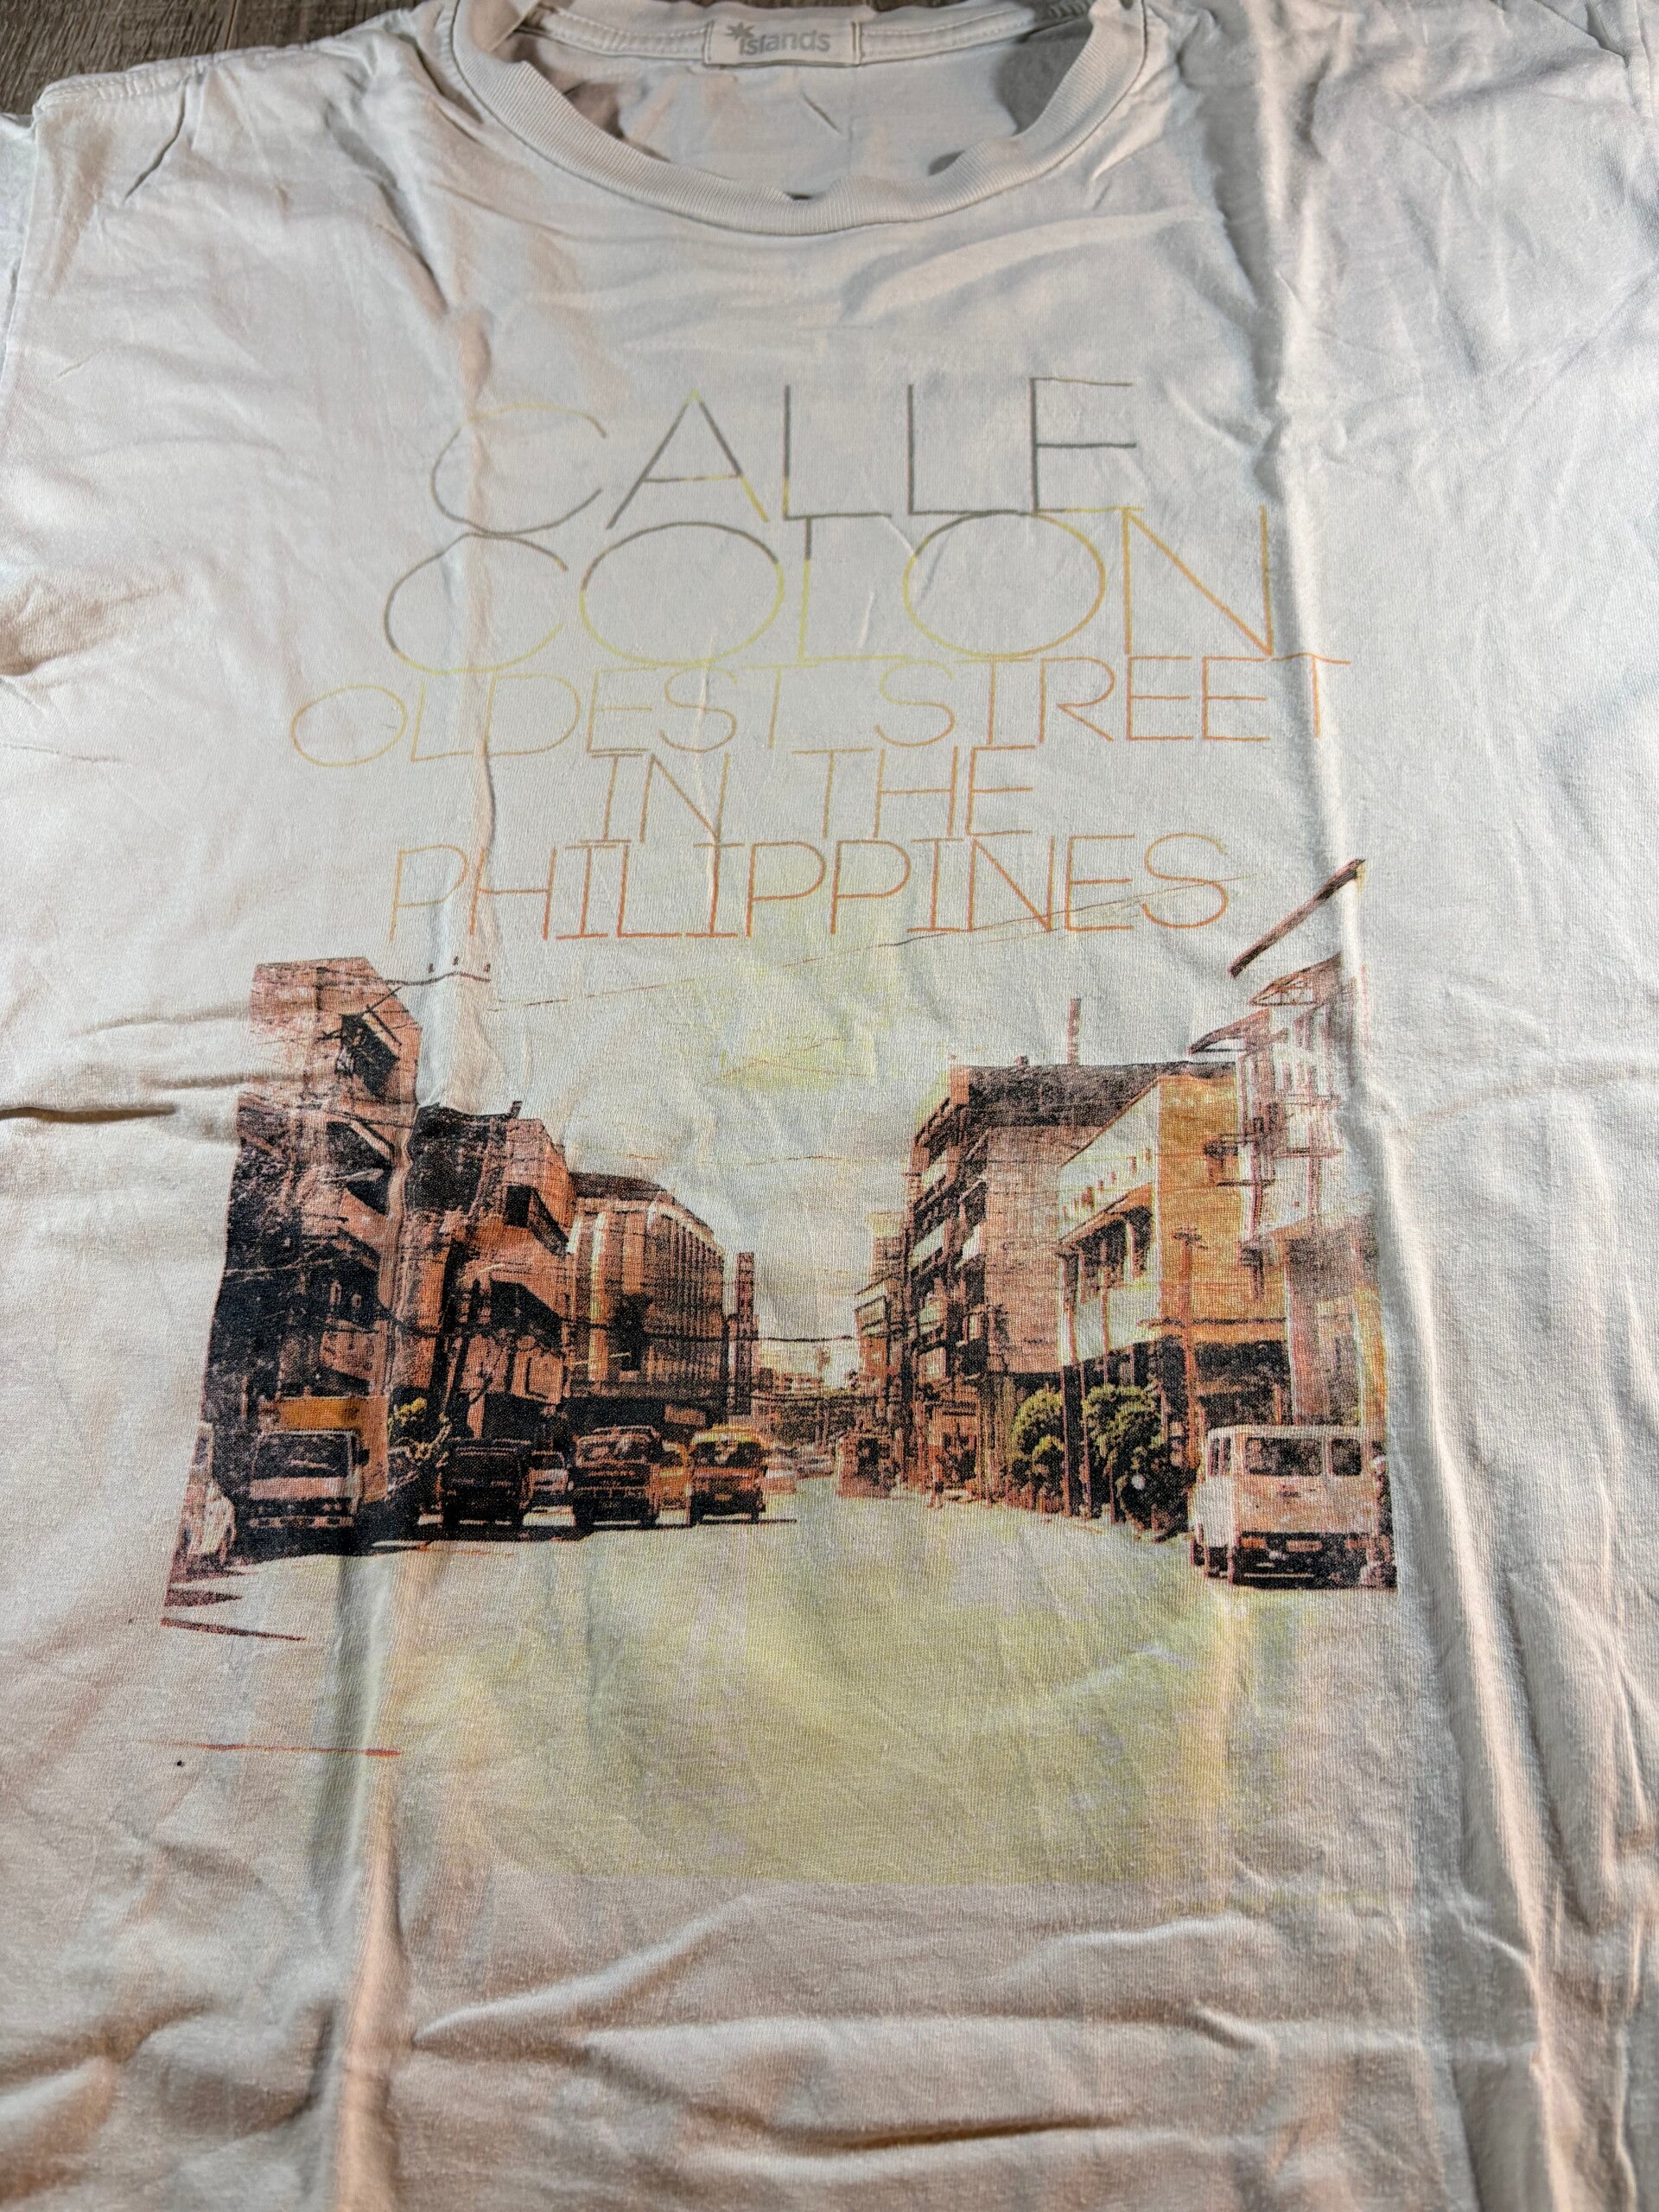 islands
CALLE
COLON
OLDEST STREET
IN THE
PHILIPPINES